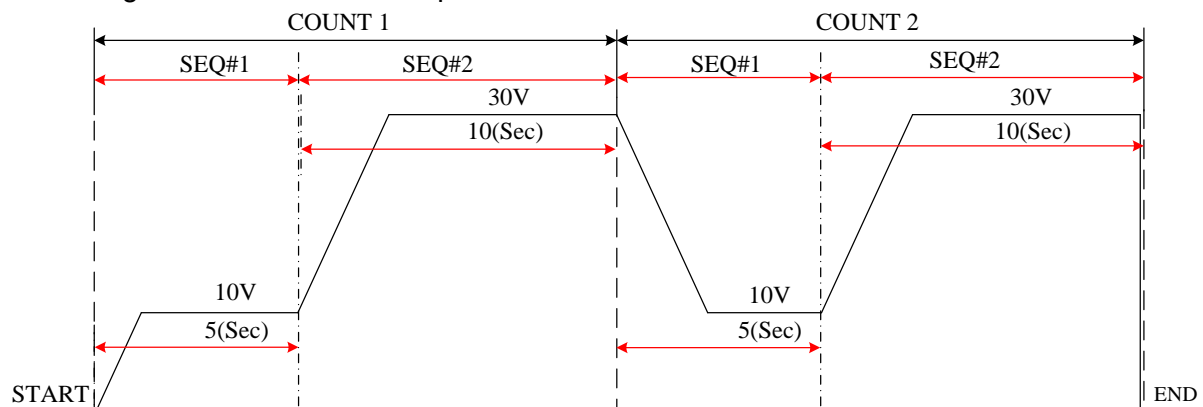 COUNT 1 COUNT 2
SEQ#1 SEQ#2 SEQ#1 SEQ#2
30V 30V
10(Sec) 10(Sec)
10V 10V
5(Sec) 5(Sec)
START END